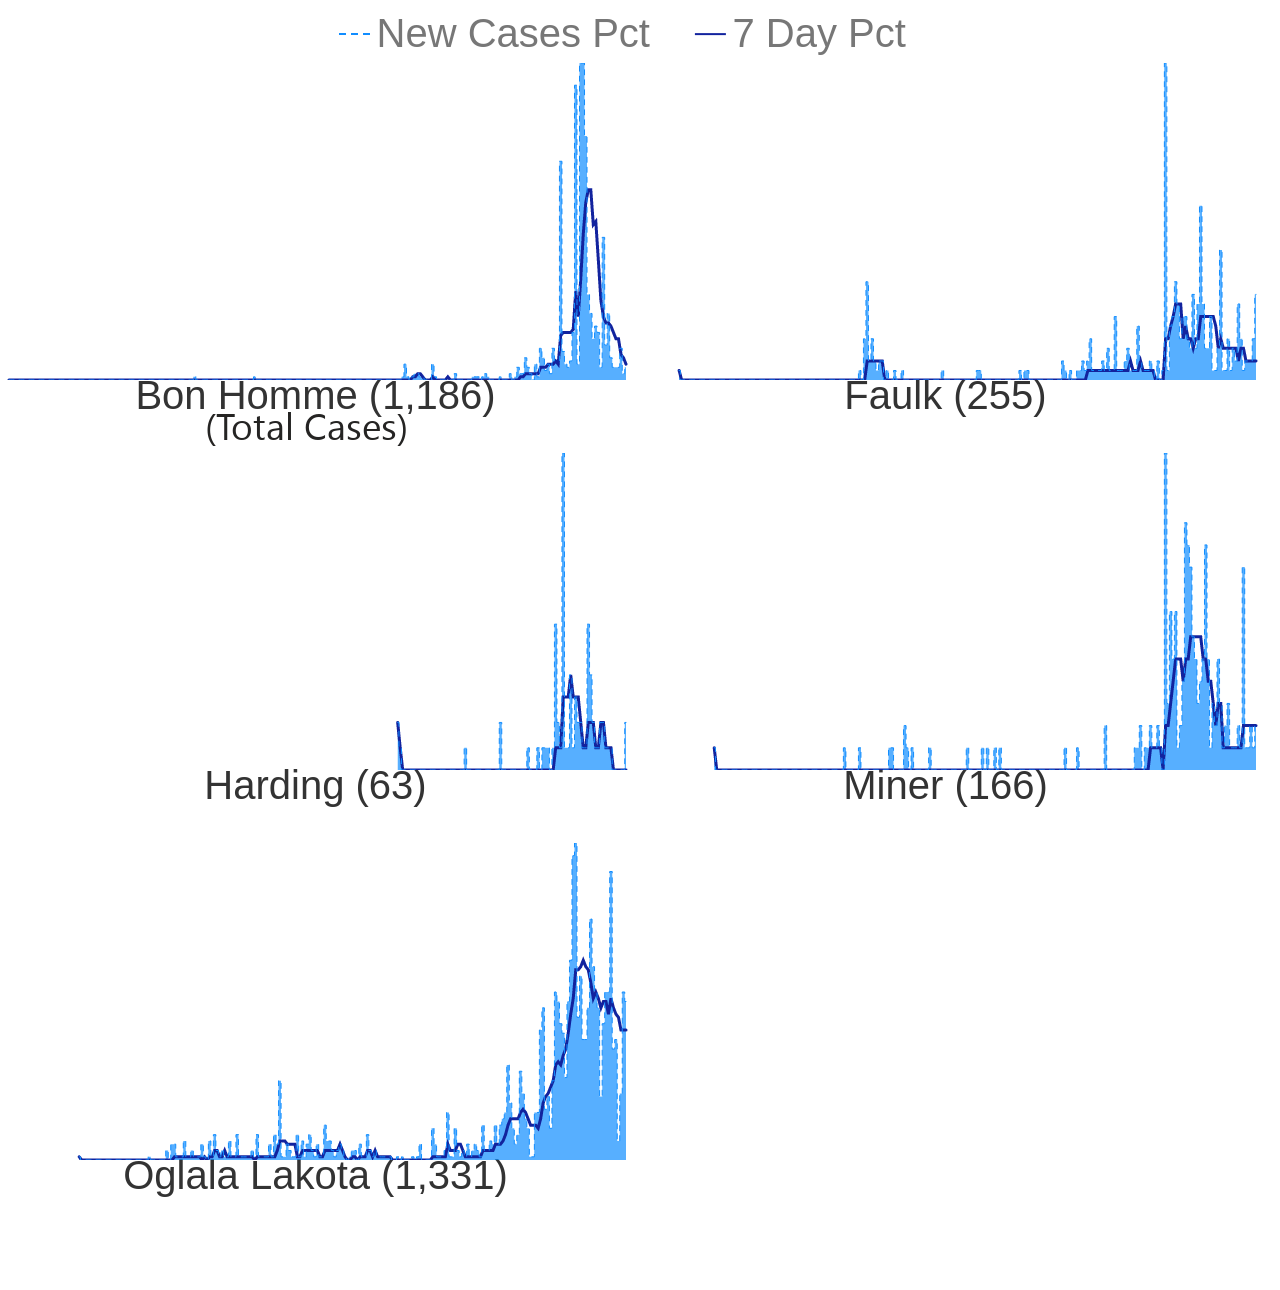 New Cases Pct 7 Day Pct
Bon Homme (1,186) Faulk (255)
(Total Cases)
Harding (63) Miner (166)
Oglala Lakota (1,331)